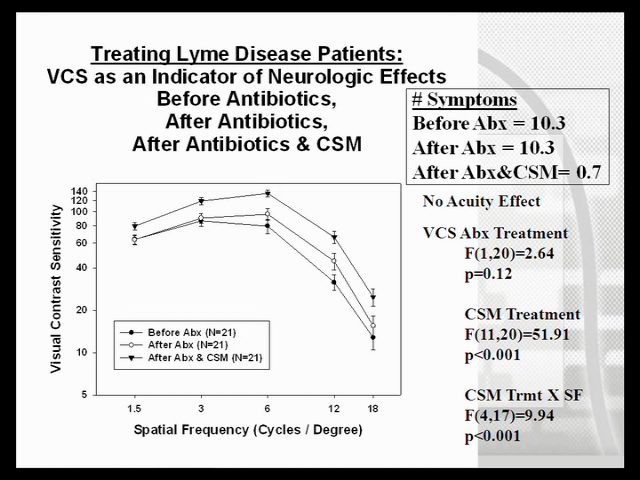 Treating Lyme Disease Patients:
VCS as an Indicator of Neurologic Effects
Before Antibiotics,
After Antibiotics,
After Antibiotics & CSM
# Symptoms
Before Abx = 10.3
After Abx = 10.3
After Abx&CSM= 0.7
No Acuity Effect
VCS Abx Treatment
F(1,20)=2.64
p=0.12
CSM Treatment
F(11,20)=51.91
p<0.001
CSM Trmt X SF
F(4,17)=9.94
p<0.001
Visual Contrast Sensitivity
140
120
100
80
60
40
20
10
5
Before Abx (N=21)
After Abx (N=21)
After Abx & CSM (N=21)
1.5 3 6 12 18
Spatial Frequency (Cycles / Degree)